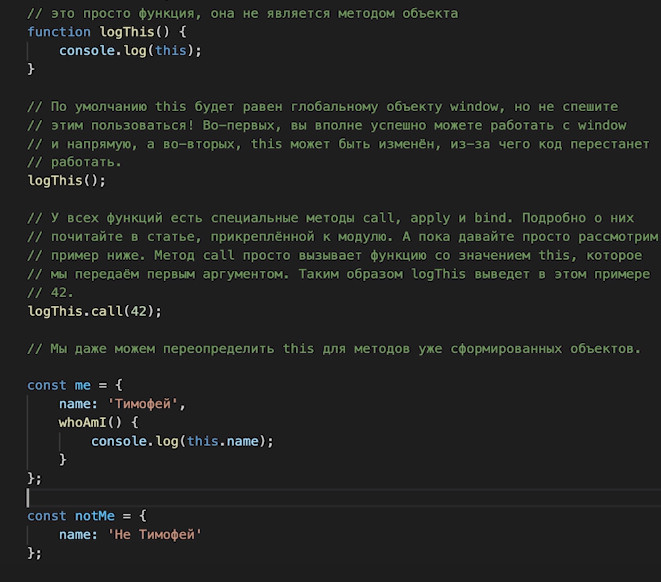 // это просто функция, она не является методом объекта
function logThis() {
    console.log(this);
}
// По умолчанию this будет равен глобальному объекту window, но не спешите
// этим пользоваться! Во-первых, вы вполне успешно можете работать с window
// и напрямую, а во-вторых, this может быть изменён, из-за чего код перестанет
// работать.
logThis();
// У всех функций есть специальные методы call, apply и bind. Подробно о них
// почитайте в статье, прикреплённой к модулю. А пока давайте просто рассмотрим
// пример ниже. Метод call просто вызывает функцию со значением this, которое
// мы передаём первым аргументом. Таким образом logThis выведет в этом примере
// 42.
logThis.call(42);
// Мы даже можем переопределить this для методов уже сформированных объектов.
const me = {
    name: 'Тимофей',
    whoAmI() {
        console.log(this.name);
    }
};
const notMe = {
    name: 'Не Тимофей'
};